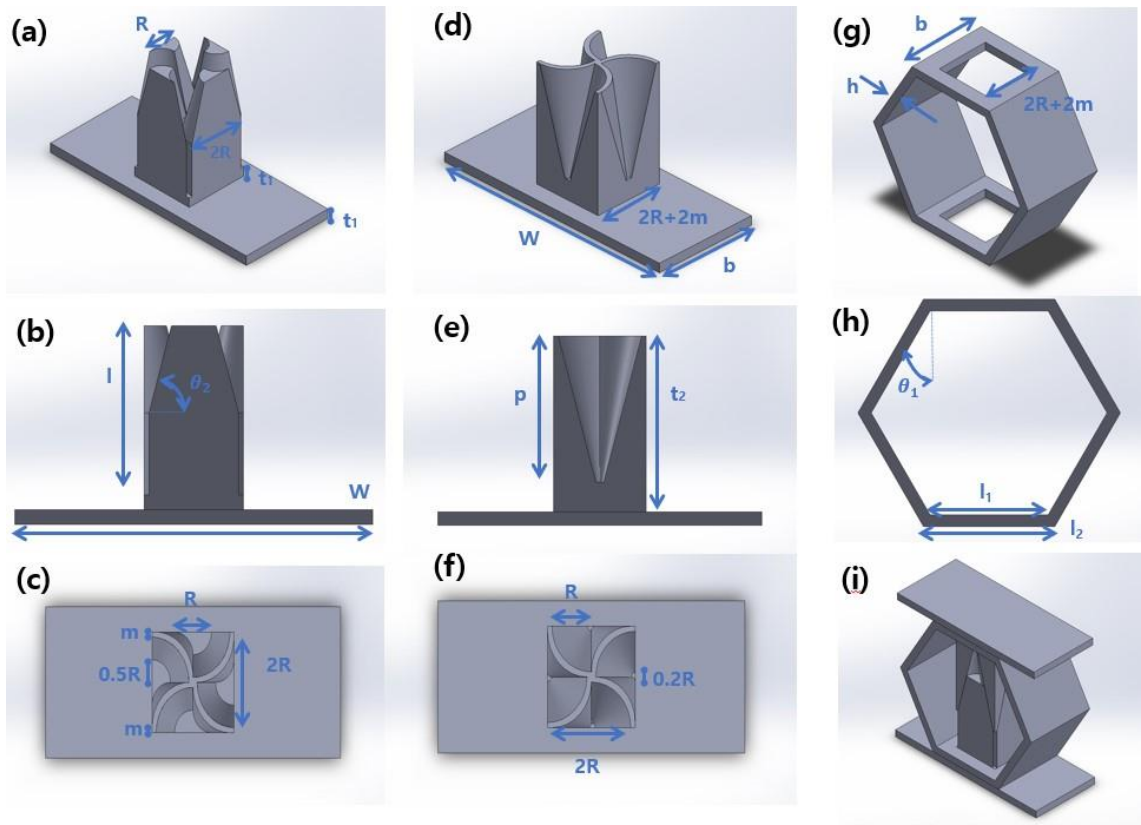 (a)
R
2R
t1
t1
(d)
2R+2m
W
b
(g)
b
h
2R+2m
(b)
l
θ2
W
(e)
p
t2
(h)
θ1
l1
l2
(c)
R
m
0.5R
2R
m
(f)
R
0.2R
2R
(i)